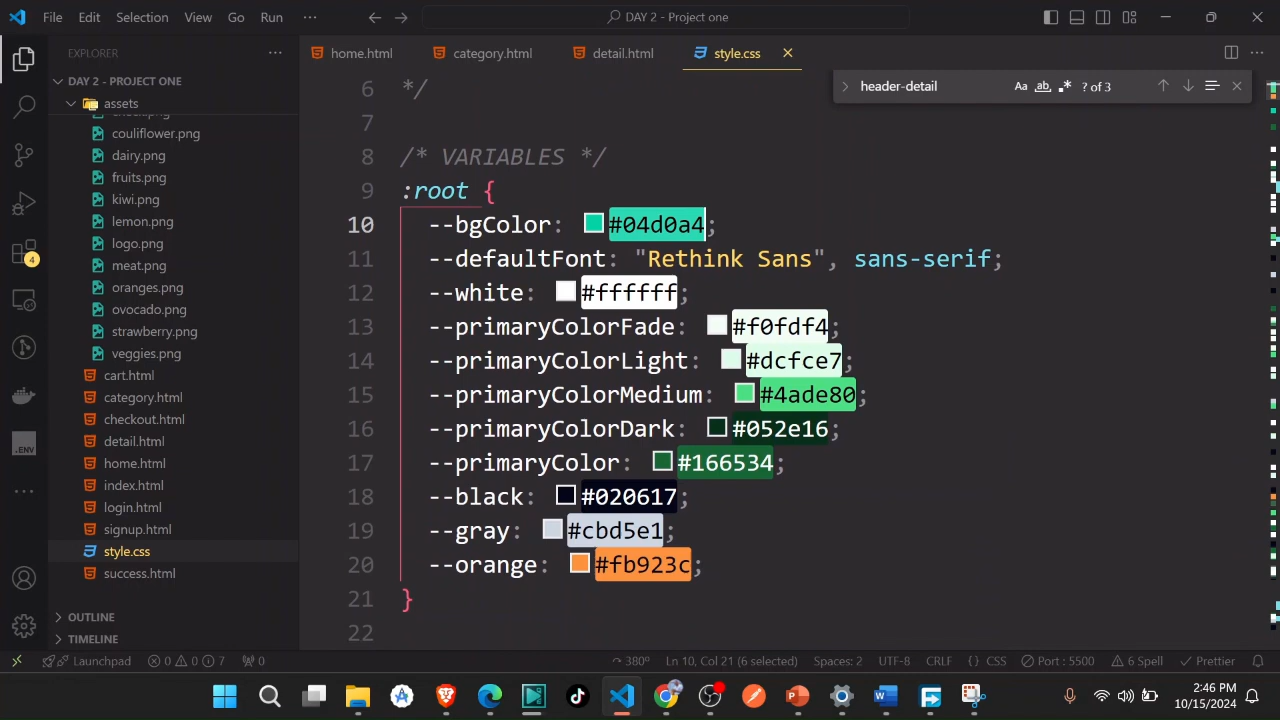 File Edit Selection View Go Run ··· DAY 2 - Project one
EXPLORER ···
home.html category.html detail.html style.css
DAY 2 - PROJECT ONE
assets
couliflower.png
dairy.png
fruits.png
kiwi.png
lemon.png
logo.png
meat.png
oranges.png
ovocado.png
strawberry.png
veggies.png
cart.html
category.html
checkout.html
detail.html
home.html
index.html
login.html
signup.html
style.css
success.html
OUTLINE
TIMELINE
4
.ENV
header-detail Aa ab .* ? of 3
6 */
7
8 /* VARIABLES */
9 :root {
10 --bgColor: #04d0a4;
11 --defaultFont: "Rethink Sans", sans-serif;
12 --white: #ffffff;
13 --primaryColorFade: #f0fdf4;
14 --primaryColorLight: #dcfce7;
15 --primaryColorMedium: #4ade80;
16 --primaryColorDark: #052e16;
17 --primaryColor: #166534;
18 --black: #020617;
19 --gray: #cbd5e1;
20 --orange: #fb923c;
21 }
22
Launchpad 0 0 7 0 380° Ln 10, Col 21 (6 selected) Spaces: 2 UTF-8 CRLF {} CSS Port : 5500 6 Spell Prettier
2:46 PM
10/15/2024